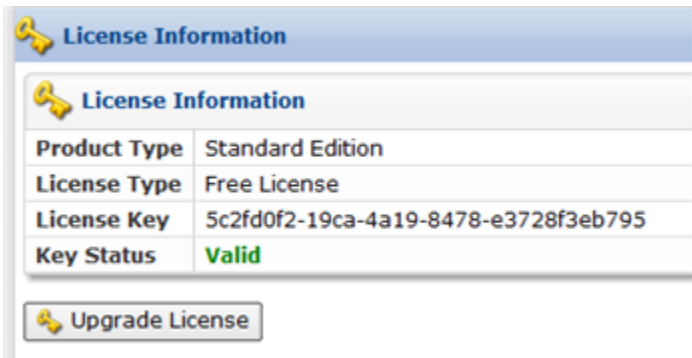 License Information
License Information
Product Type Standard Edition
License Type Free License
License Key 5c2fd0f2-19ca-4a19-8478-e3728f3eb795
Key Status Valid
Upgrade License